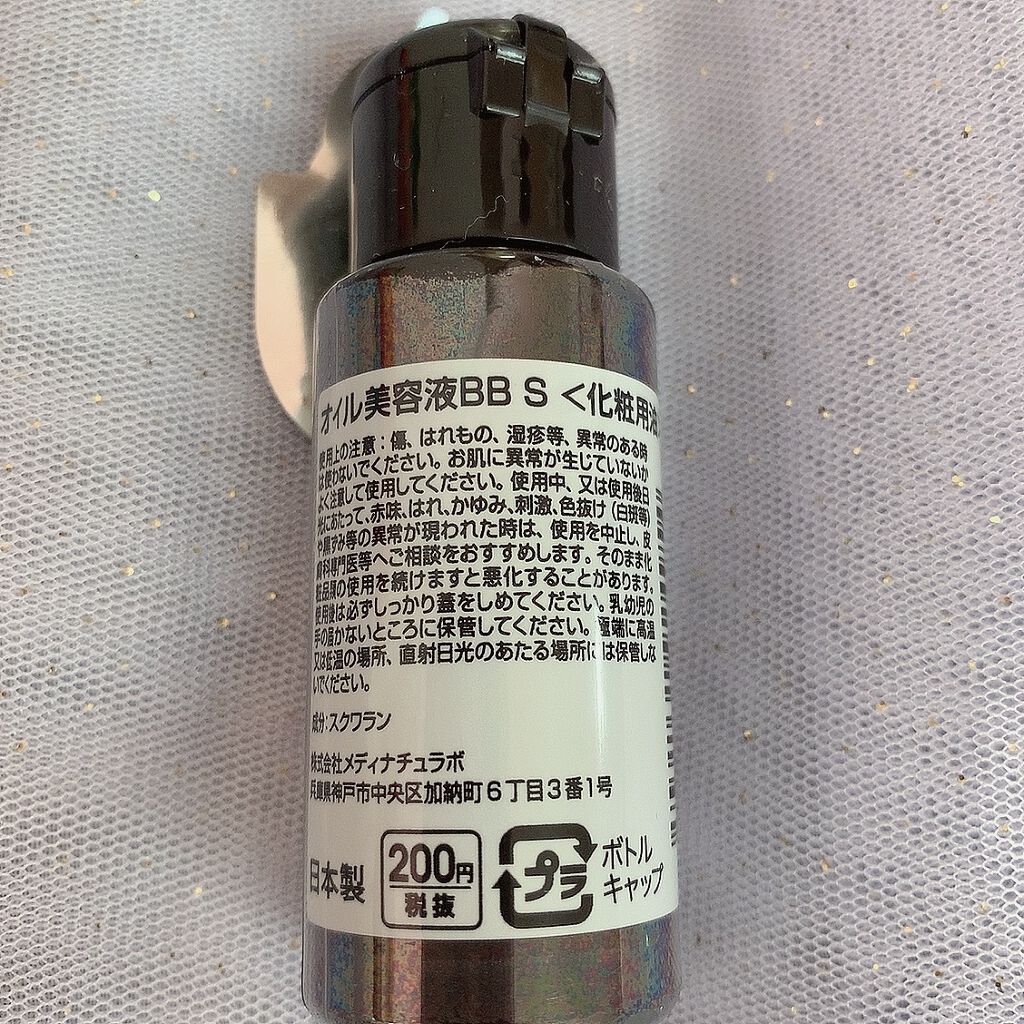 オイル美容液BB S <化粧用油
使用上の注意：傷、はれもの、湿疹等、異常のある時
は使わないでください。お肌に異常が生じていないか
よく注意して使用してください。使用中、又は使用後日
光にあたって、赤味、はれ、かゆみ、刺激、色抜け（白斑等）
や黒ずみ等の異常が現われた時は、使用を中止し、皮
膚科専門医等へご相談をおすすめします。そのまま化
粧品類の使用を続けますと悪化することがあります。
使用後は必ずしっかり蓋をしめてください。乳幼児の
手の届かないところに保管してください。極端に高温
又は低温の場所、直射日光のあたる場所には保管しな
いでください。
成分：スクワラン
株式会社メディナチュラボ
兵庫県神戸市中央区加納町6丁目3番1号
日本製
200円
税抜
プラ
ボトル
キャップ